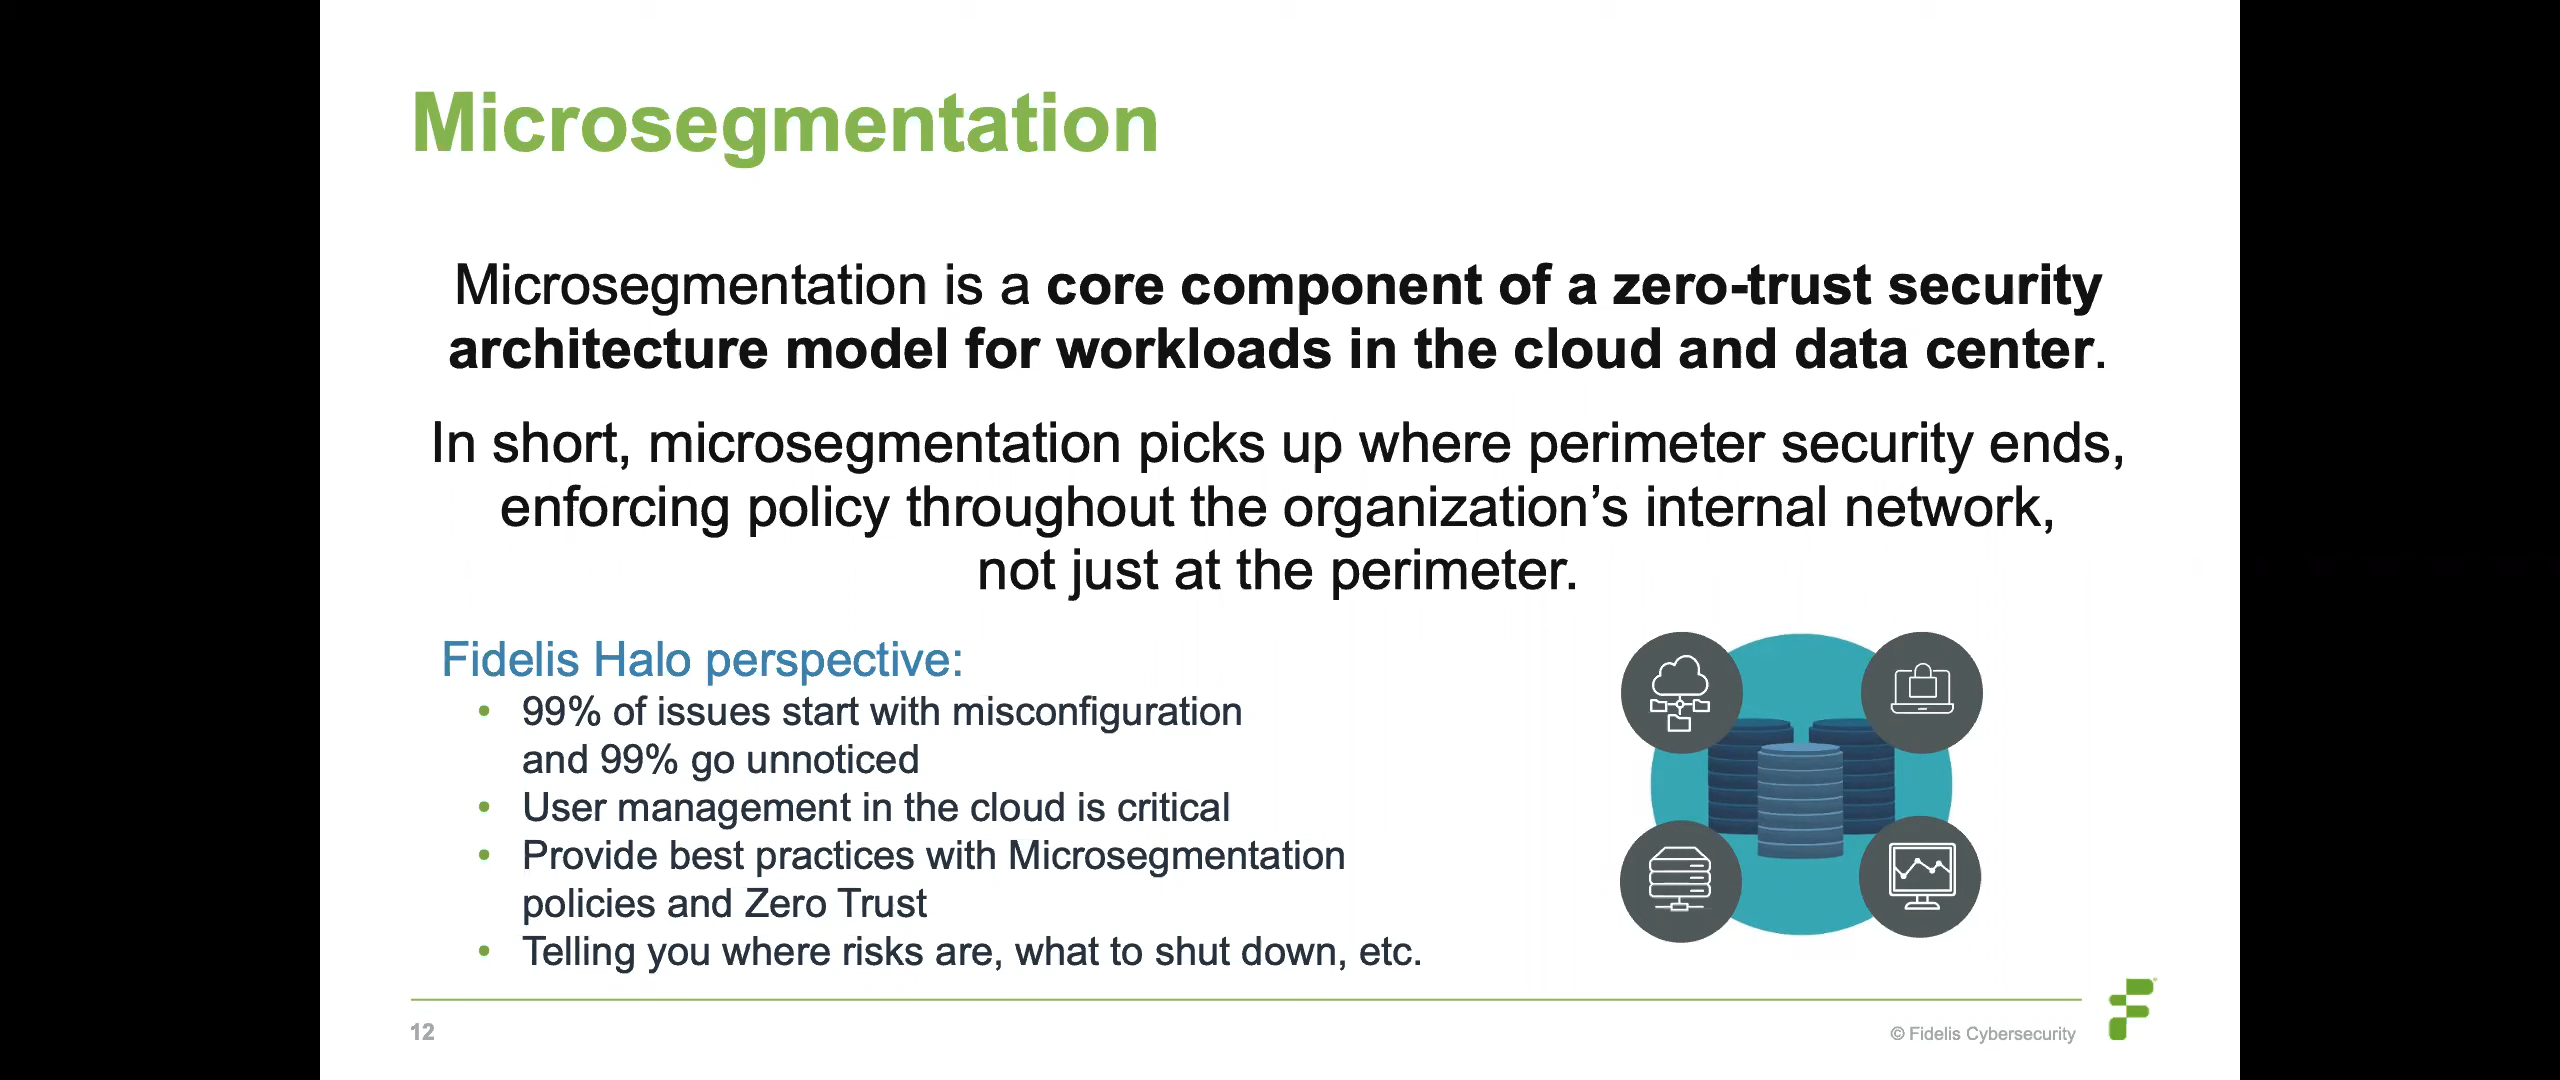 Microsegmentation
Microsegmentation is a core component of a zero-trust security
architecture model for workloads in the cloud and data center.
In short, microsegmentation picks up where perimeter security ends,
enforcing policy throughout the organization’s internal network,
not just at the perimeter.
Fidelis Halo perspective:
• 99% of issues start with misconfiguration
and 99% go unnoticed
• User management in the cloud is critical
• Provide best practices with Microsegmentation
policies and Zero Trust
• Telling you where risks are, what to shut down, etc.
12
© Fidelis Cybersecurity